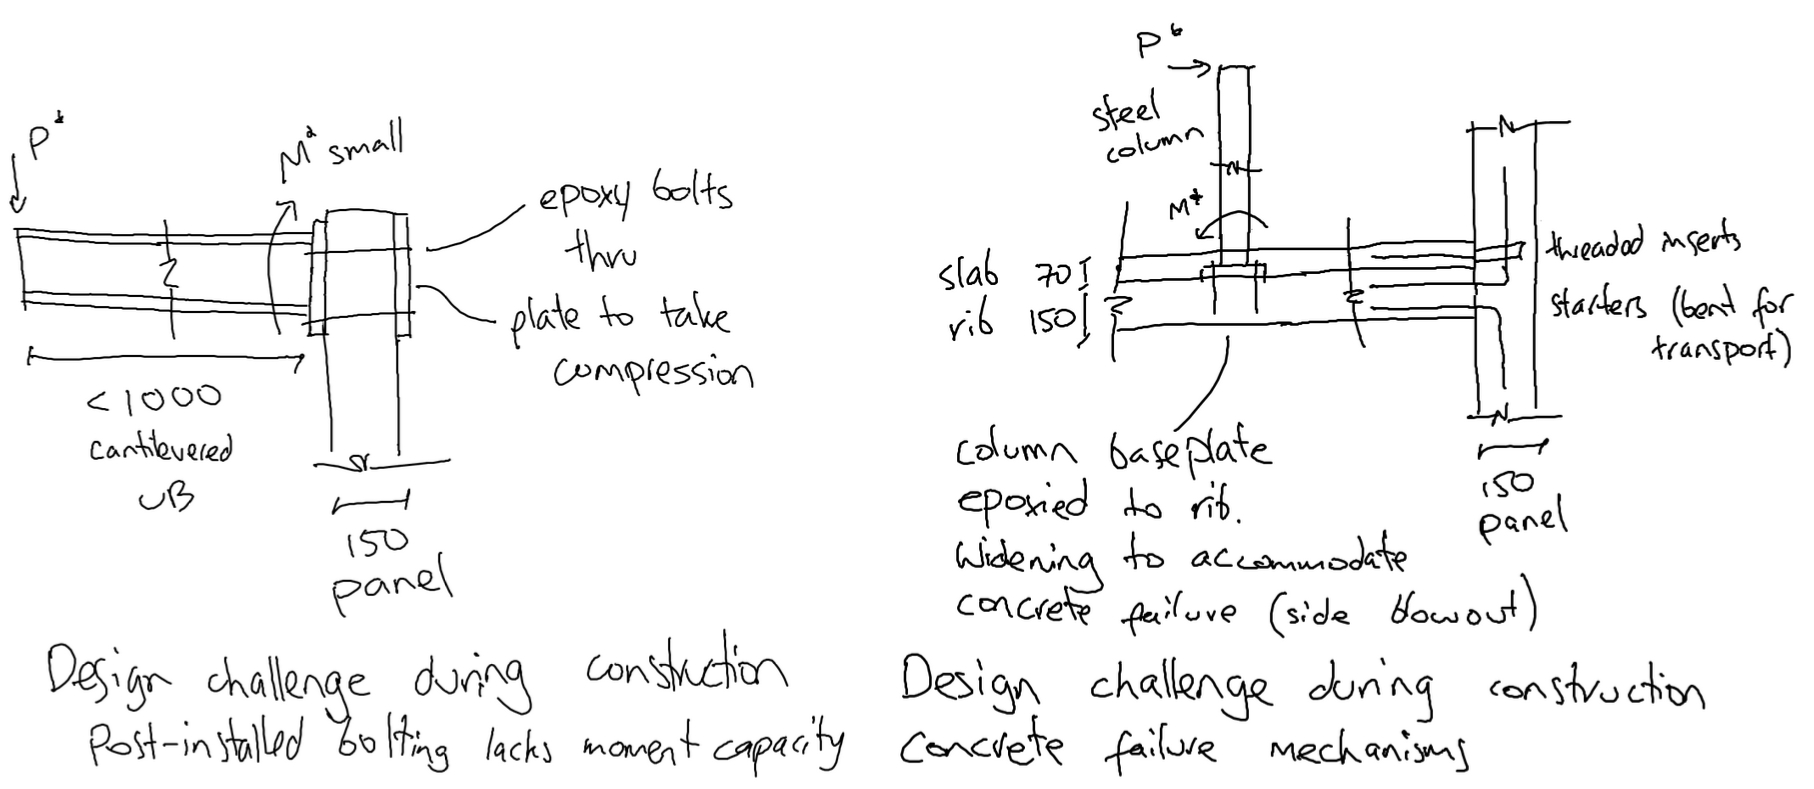 P*
M* small
epoxy bolts
thru
plate to take
compression
< 1000
cantilevered
UB
150
panel
Design challenge during construction
Post-installed bolting lacks moment capacity
P*
steel
column
M*
slab 70
rib 150
threaded inserts
starters (bent for
transport)
150
panel
column baseplate
epoxied to rib.
Widening to accommodate
concrete failure (side blowout)
Design challenge during construction
Concrete failure mechanisms